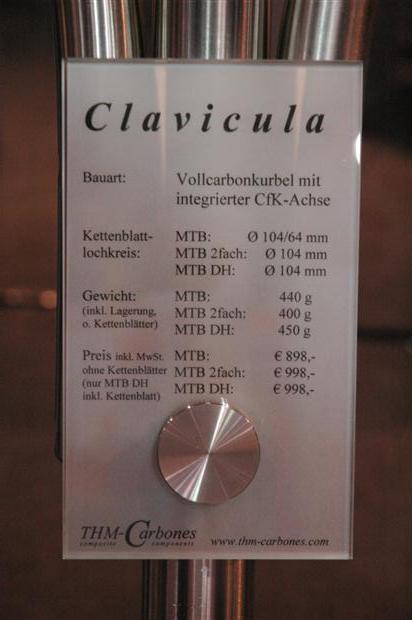 Clavicula
Bauart: Vollcarbonkurbel mit
integrierter CfK-Achse
Kettenblatt- MTB: Ø 104/64 mm
lochkreis: MTB 2fach: Ø 104 mm
MTB DH: Ø 104 mm
Gewicht: MTB: 440 g
(inkl. Lagerung, MTB 2fach: 400 g
o. Kettenblätter) MTB DH: 450 g
Preis inkl. MwSt. MTB: € 898,-
ohne Kettenblätter MTB 2fach: € 998,-
(nur MTB DH MTB DH: € 998,-
inkl. Kettenblatt)
THM-Carbones
composite components www.thm-carbones.com